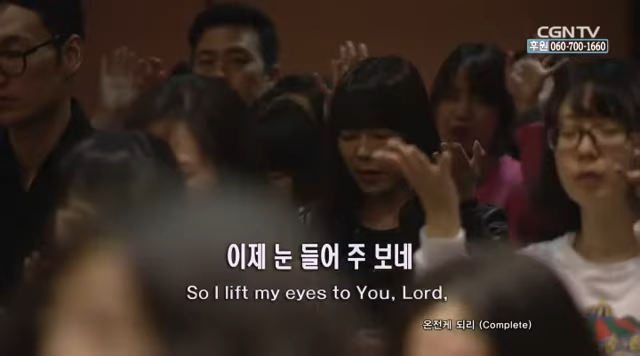 CGNTV
후원 060-700-1660
이제 눈 들어 주 보네
So I lift my eyes to You, Lord,
온전케 되리 (Complete)